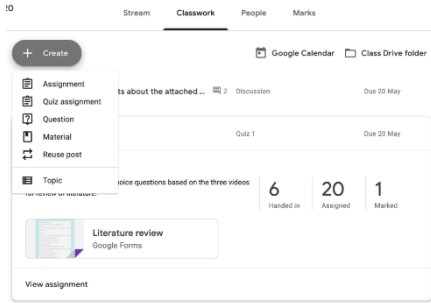 20
Stream Classwork People Marks
Create
Google Calendar Class Drive folder
Assignment
ts about the attached ... 2 Discussion Due 20 May
Quiz assignment
Question
Quiz 1 Due 20 May
Material
Reuse post
Topic
oice questions based on the three videos
for review of literature.
6 20 1
Handed in Assigned Marked
Literature review
Google Forms
View assignment